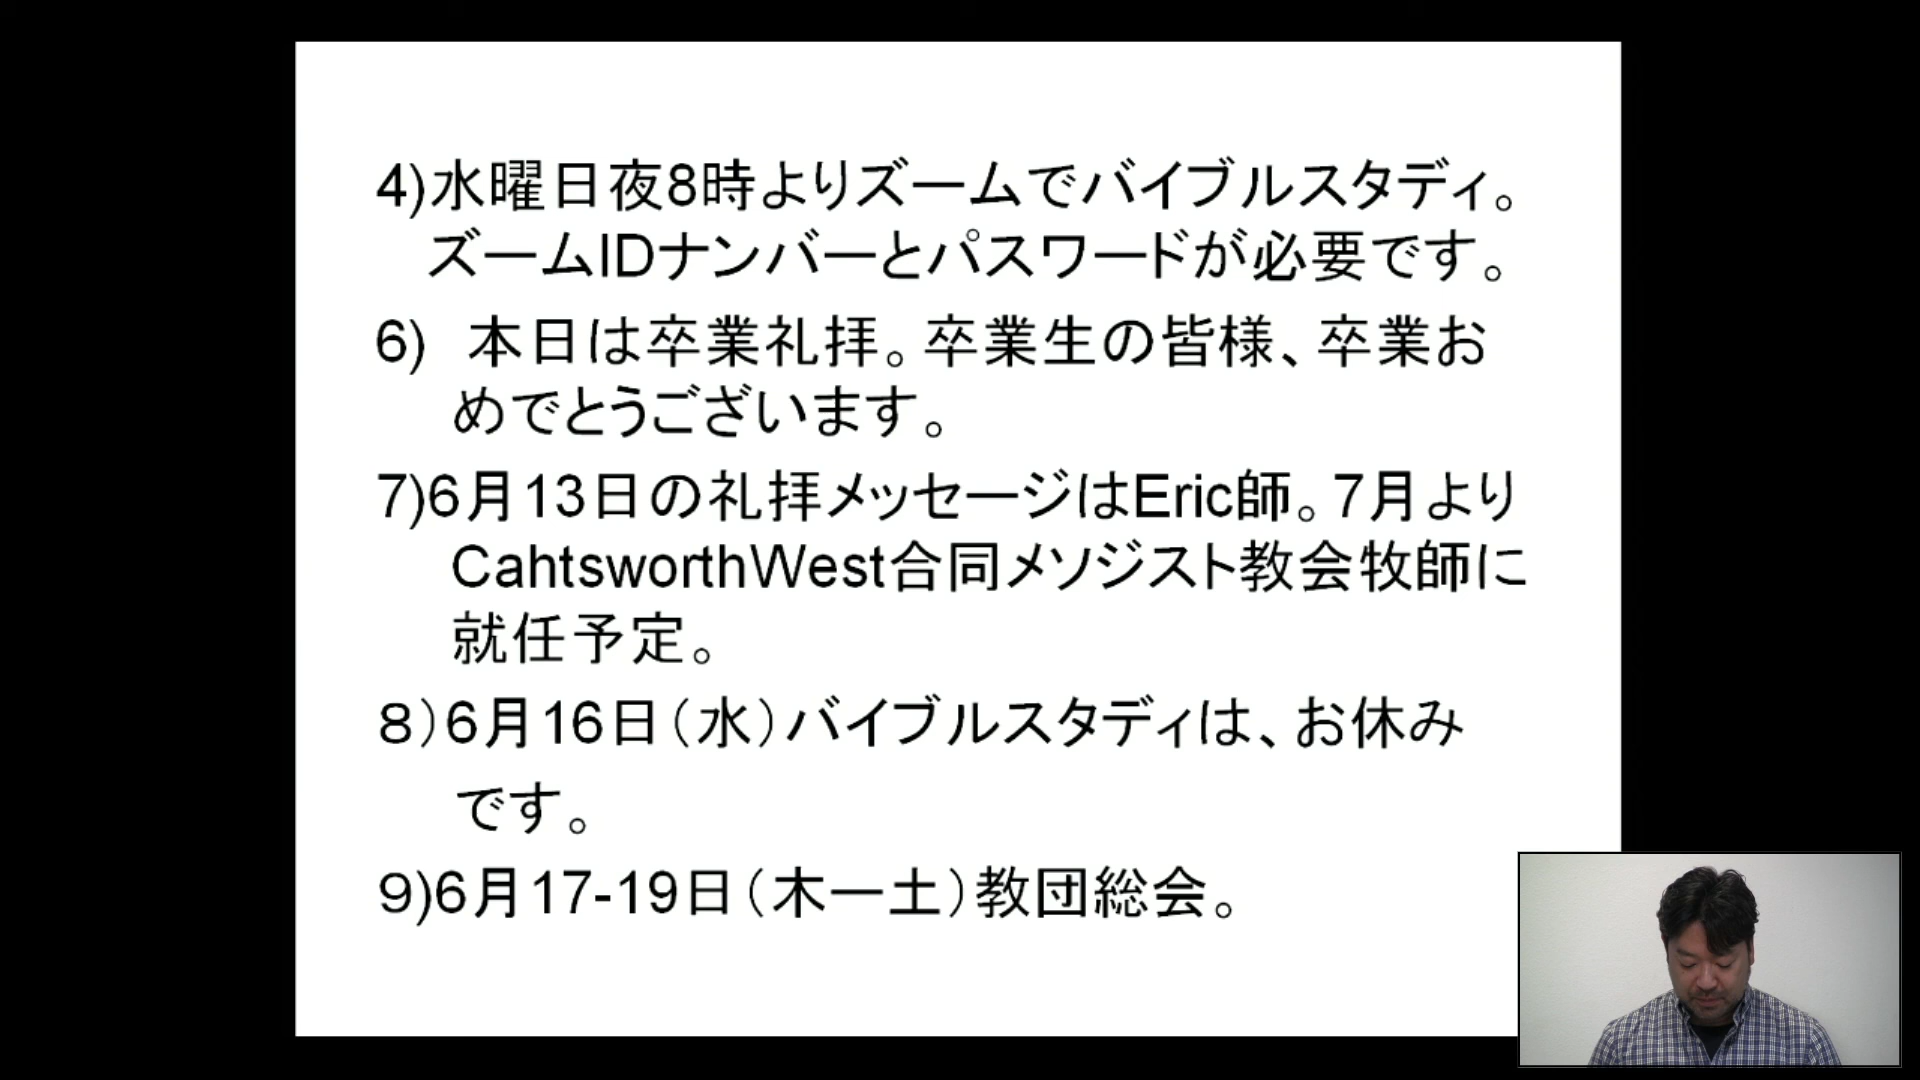 4)水曜日夜8時よりズームでバイブルスタディ。
ズームIDナンバーとパスワードが必要です。
6) 本日は卒業礼拝。卒業生の皆様、卒業お
めでとうございます。
7)6月13日の礼拝メッセージはEric師。7月より
CahtsworthWest合同メソジスト教会牧師に
就任予定。
８）6月16日（水）バイブルスタディは、お休み
です。
９)6月17-19日（木ー土）教団総会。